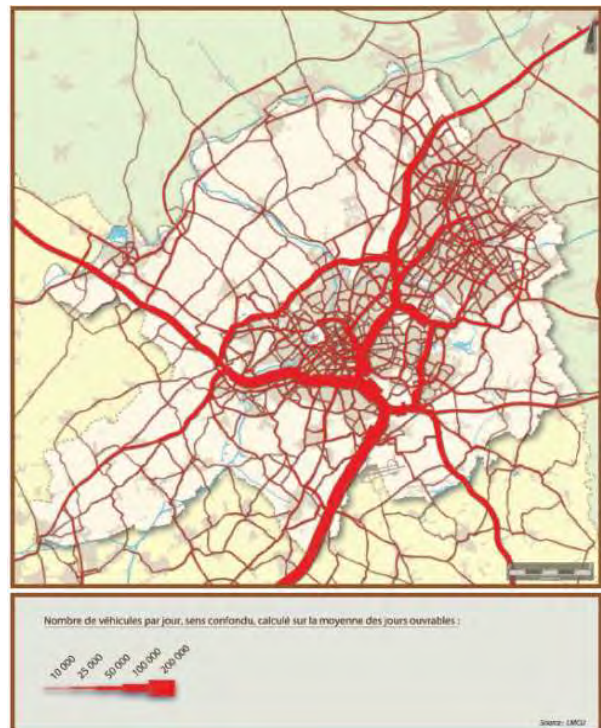 Nombre de véhicules par jour, sens confondu, calculé sur la moyenne des jours ouvrables :
10 000
25 000
50 000
100 000
200 000
Source : LMCU